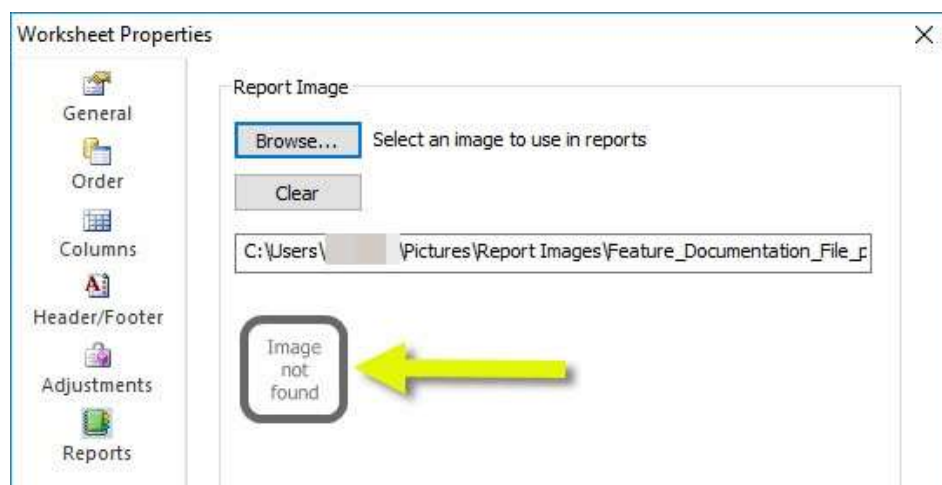 Worksheet Properties
General
Order
Columns
Header/Footer
Adjustments
Reports
Report Image
Browse... Select an image to use in reports
Clear
C:\Users\ \Pictures\Report Images\Feature_Documentation_File_p
Image
not
found